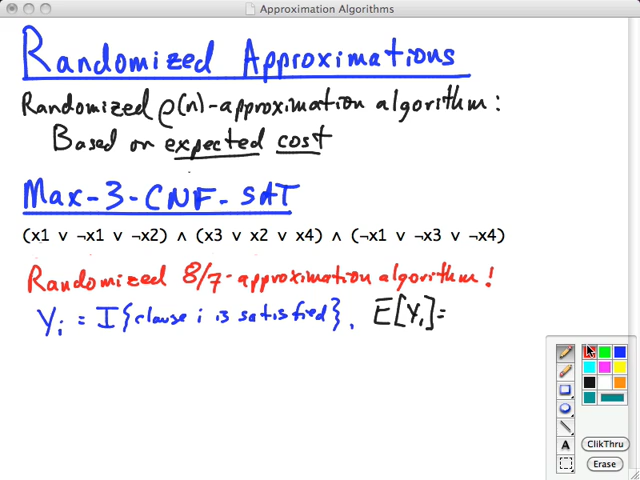 Approximation Algorithms
Randomized Approximations
Randomized ρ(n)-approximation algorithm:
Based on expected cost
Max-3-CNF-SAT
(x1 ∨ ¬x1 ∨ ¬x2) ∧ (x3 ∨ x2 ∨ x4) ∧ (¬x1 ∨ ¬x3 ∨ ¬x4)
Randomized 8/7-approximation algorithm!
Yi = I{clause i is satisfied}, E[Yi]=
A
ClikThru
Erase